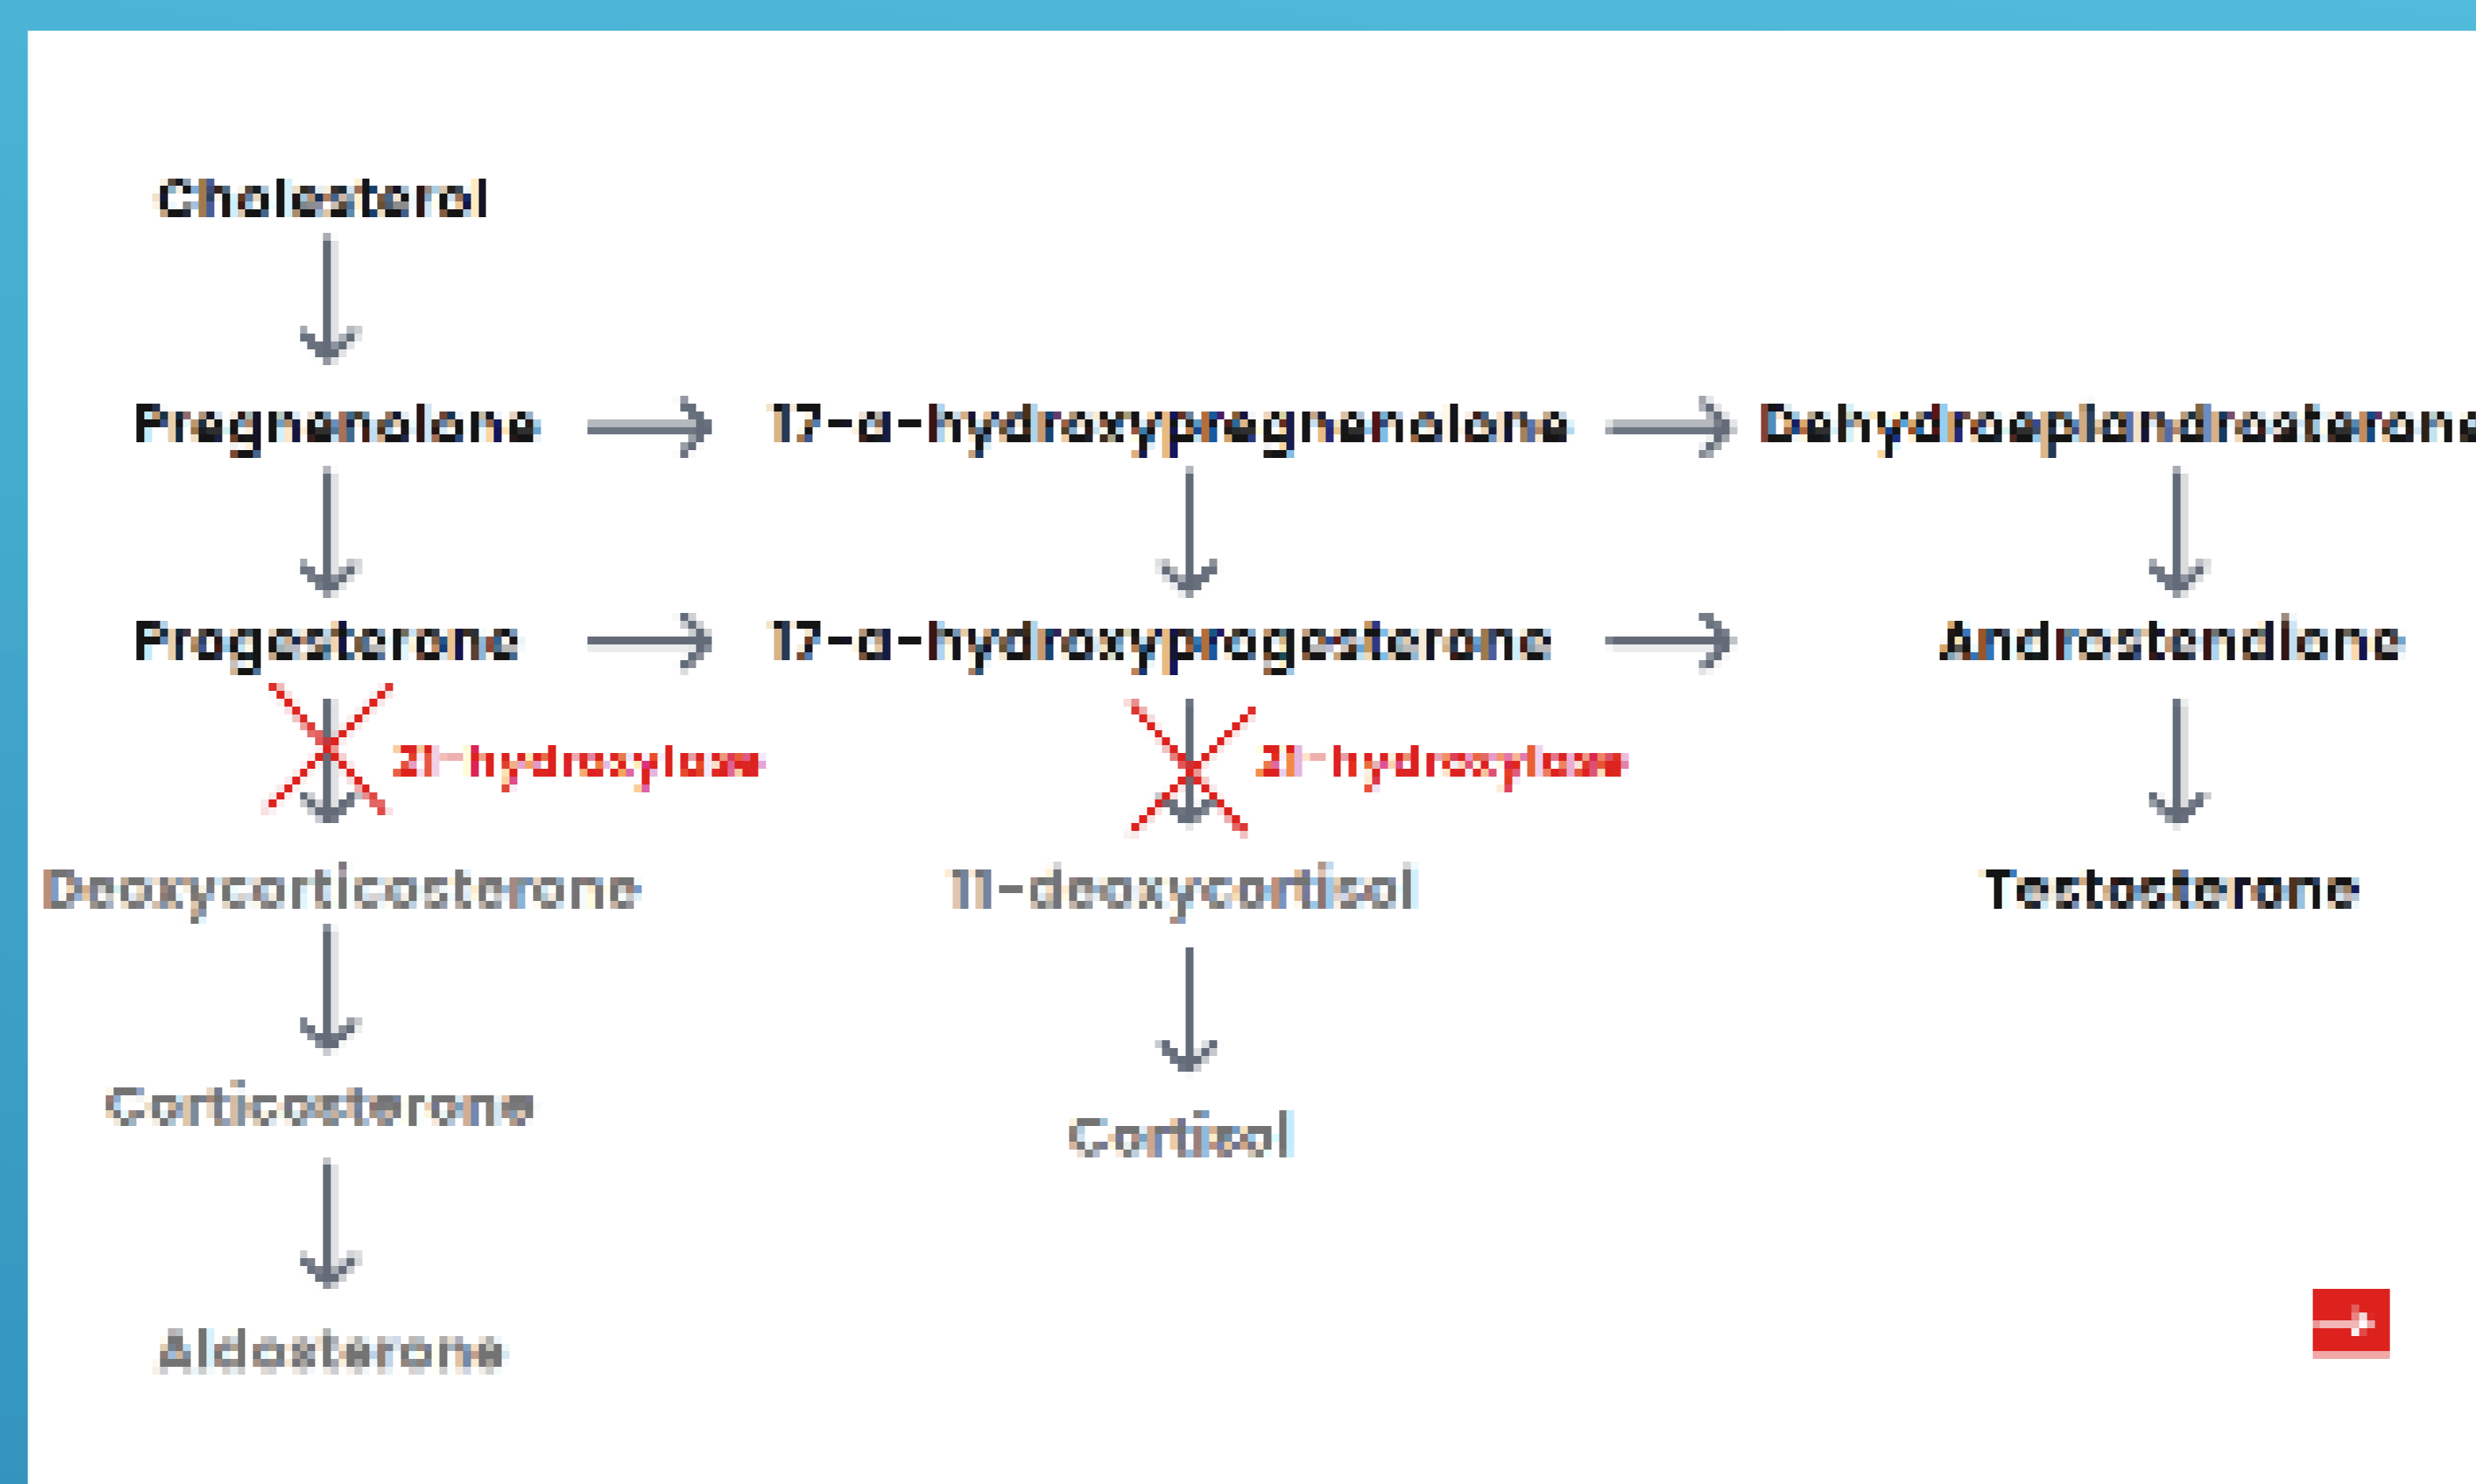 Cholesterol
Pregnenolone 17-α-hydroxypregnenolone Dehydroepiandrosterone
Progesterone 17-α-hydroxyprogesterone Androstendione
21-hydroxylase 21-hydroxylase
Deoxycorticosterone 11-deoxycortisol Testosterone
Corticosterone
Cortisol
Aldosterone